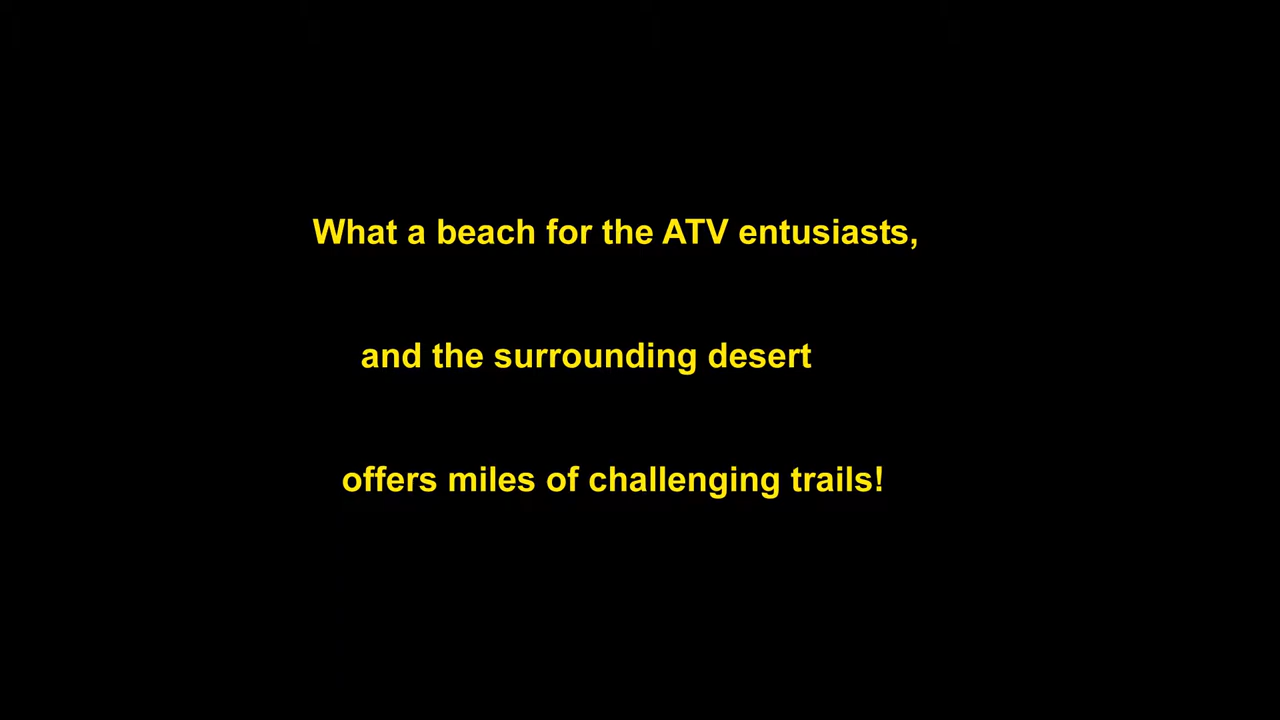 What a beach for the ATV entusiasts,
and the surrounding desert
offers miles of challenging trails!